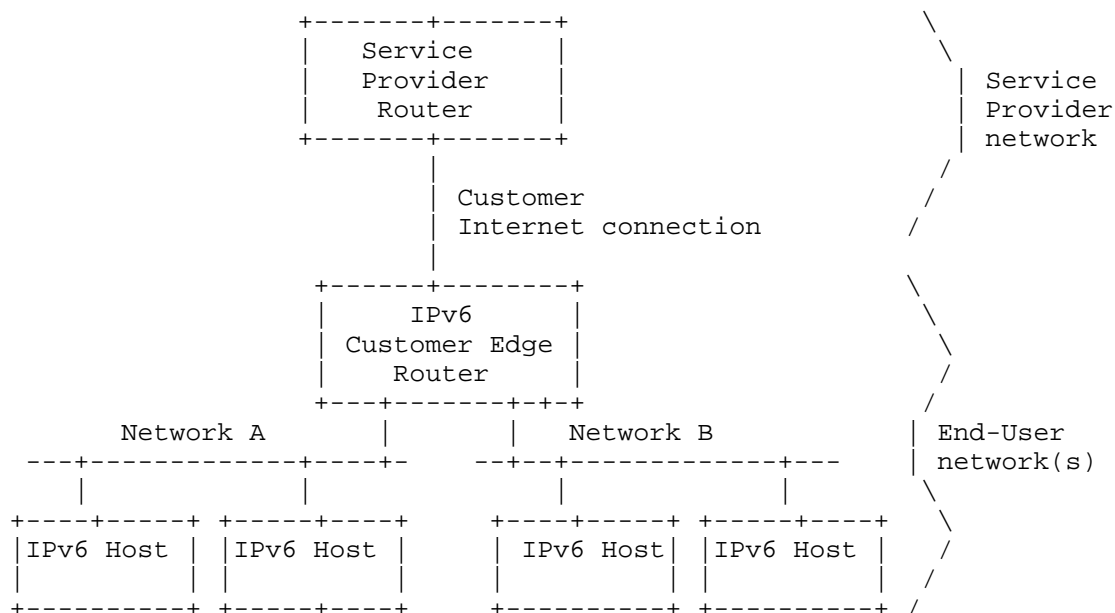 Service
Provider
Router
Service
Provider
network
Customer
Internet connection
IPv6
Customer Edge
Router
Network A
Network B
End-User
network(s)
IPv6 Host
IPv6 Host
IPv6 Host
IPv6 Host